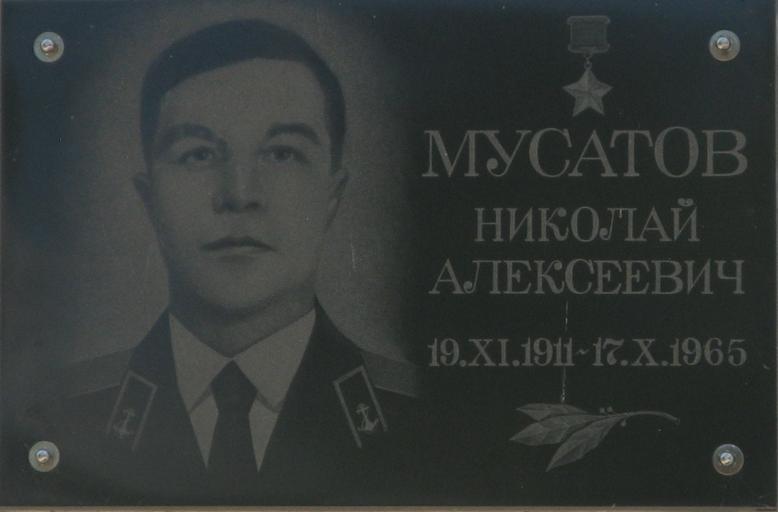 МУСАТОВ
НИКОЛАЙ
АЛЕКСЕЕВИЧ
19.XI.1911-17.X.1965